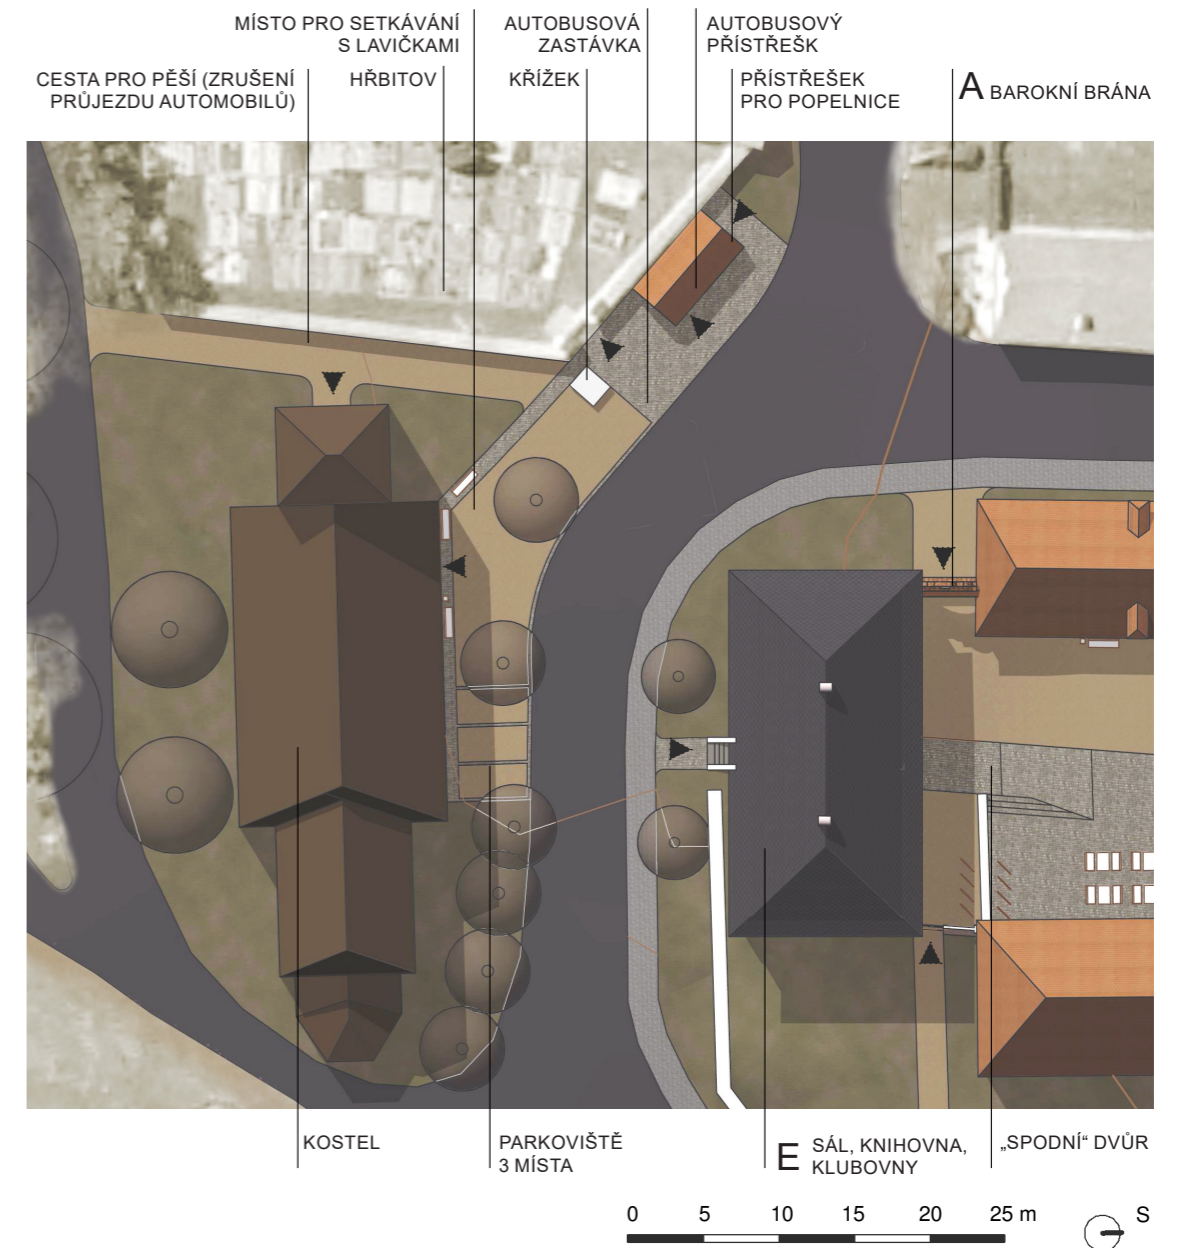 MÍSTO PRO SETKÁVÁNÍ
S LAVIČKAMI
AUTOBUSOVÁ
ZASTÁVKA
AUTOBUSOVÝ
PŘÍSTŘEŠK
CESTA PRO PĚŠÍ (ZRUŠENÍ
PRŮJEZDU AUTOMOBILŮ)
HŘBITOV
KŘÍŽEK
PŘÍSTŘEŠEK
PRO POPELNICE
A BAROKNÍ BRÁNA
KOSTEL
PARKOVIŠTĚ
3 MÍSTA
E SÁL, KNIHOVNA,
KLUBOVNY
„SPODNÍ“ DVŮR
0 5 10 15 20 25 m
S